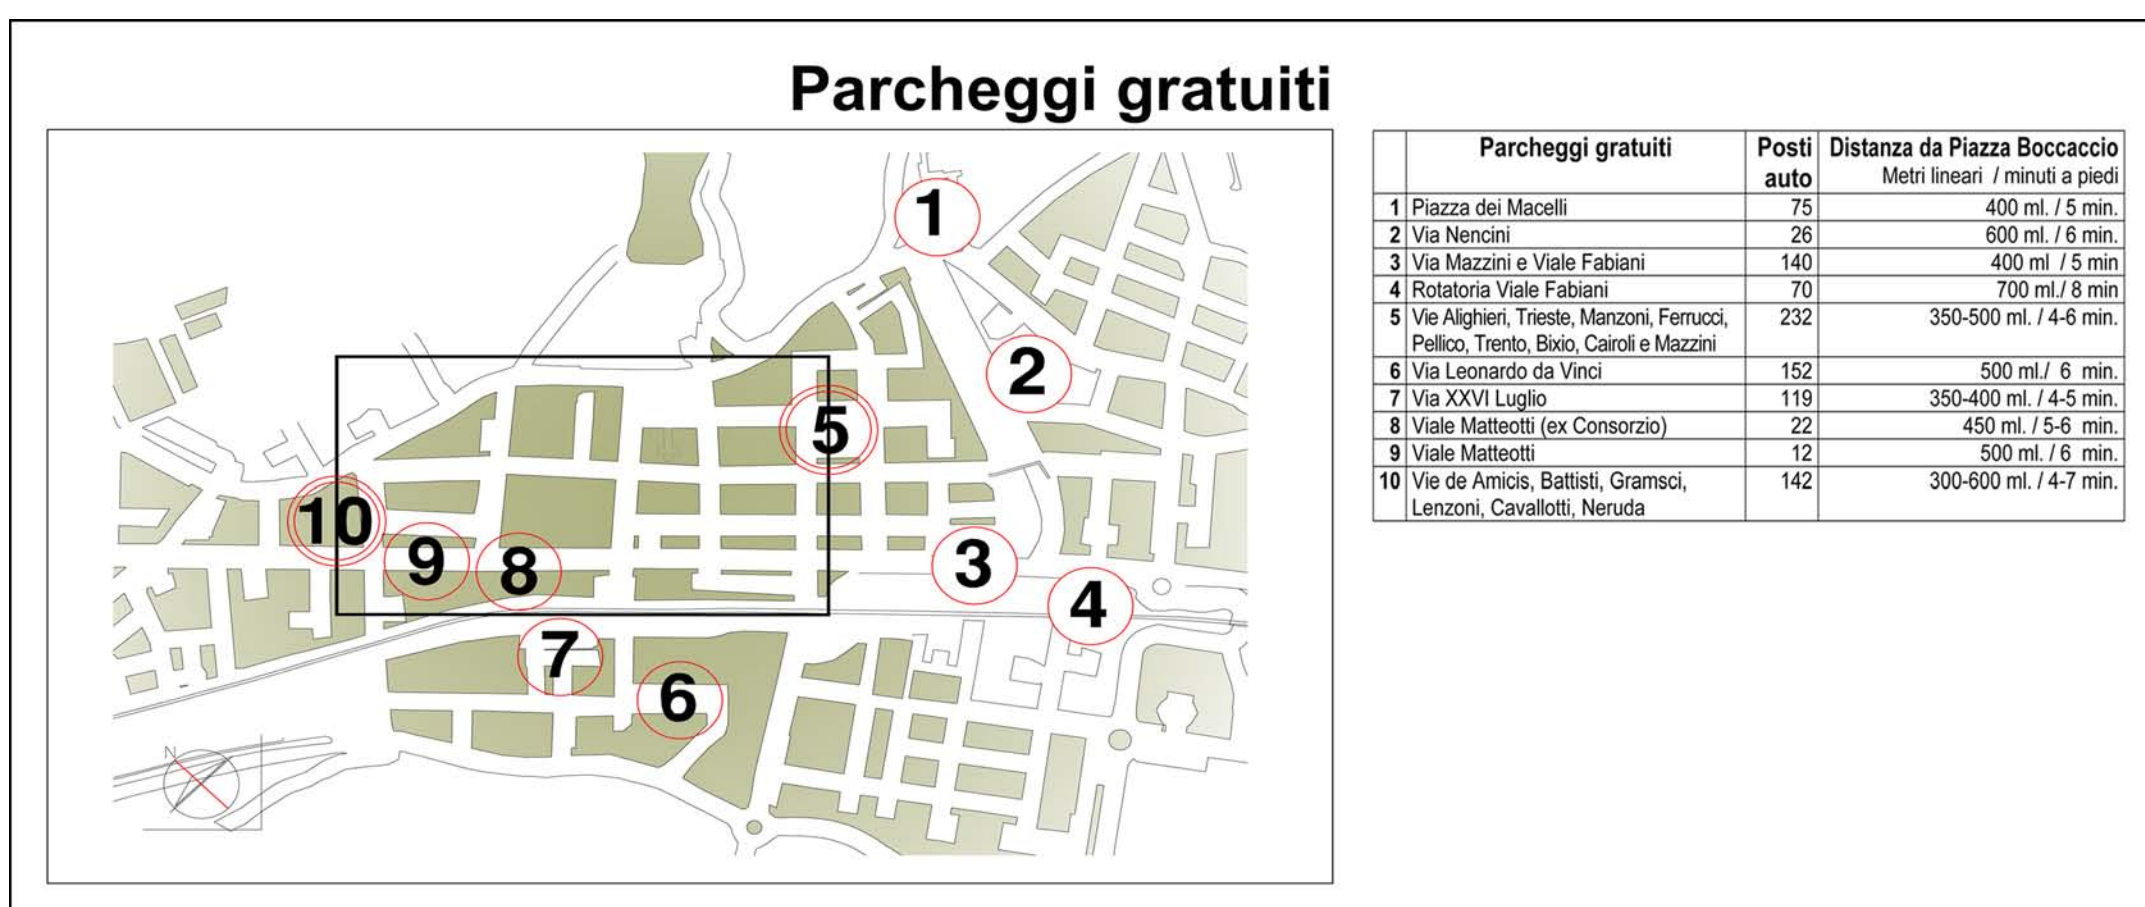 Parcheggi gratuiti
1
2
3
4
5
6
7
8
9
10
N
Parcheggi gratuiti Posti auto Distanza da Piazza Boccaccio
Metri lineari / minuti a piedi
1 Piazza dei Macelli 75 400 ml. / 5 min.
2 Via Nencini 26 600 ml. / 6 min.
3 Via Mazzini e Viale Fabiani 140 400 ml / 5 min
4 Rotatoria Viale Fabiani 70 700 ml./ 8 min
5 Vie Alighieri, Trieste, Manzoni, Ferrucci, 232 350-500 ml. / 4-6 min.
Pellico, Trento, Bixio, Cairoli e Mazzini
6 Via Leonardo da Vinci 152 500 ml./ 6 min.
7 Via XXVI Luglio 119 350-400 ml. / 4-5 min.
8 Viale Matteotti (ex Consorzio) 22 450 ml. / 5-6 min.
9 Viale Matteotti 12 500 ml. / 6 min.
10 Vie de Amicis, Battisti, Gramsci, 142 300-600 ml. / 4-7 min.
Lenzoni, Cavallotti, Neruda